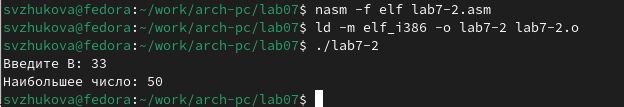 svzhukova@fedora:~/work/arch-pc/lab07$ nasm -f elf lab7-2.asm
svzhukova@fedora:~/work/arch-pc/lab07$ ld -m elf_i386 -o lab7-2 lab7-2.o
svzhukova@fedora:~/work/arch-pc/lab07$ ./lab7-2
Введите В: 33
Наибольшее число: 50
svzhukova@fedora:~/work/arch-pc/lab07$